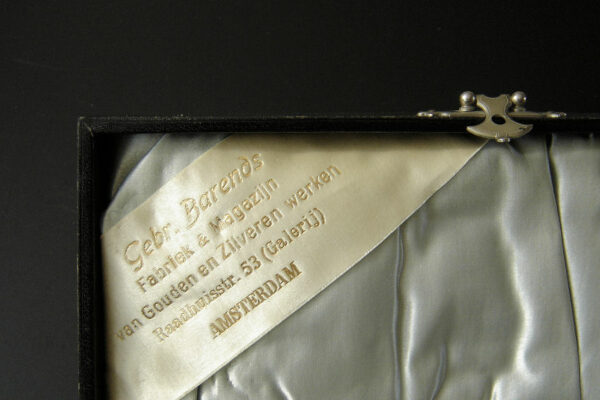 Gebr. Barends
Fabriek & Magazijn
van Gouden en Zilveren werken
Raadhuisstr. 53 (Galerij)
AMSTERDAM